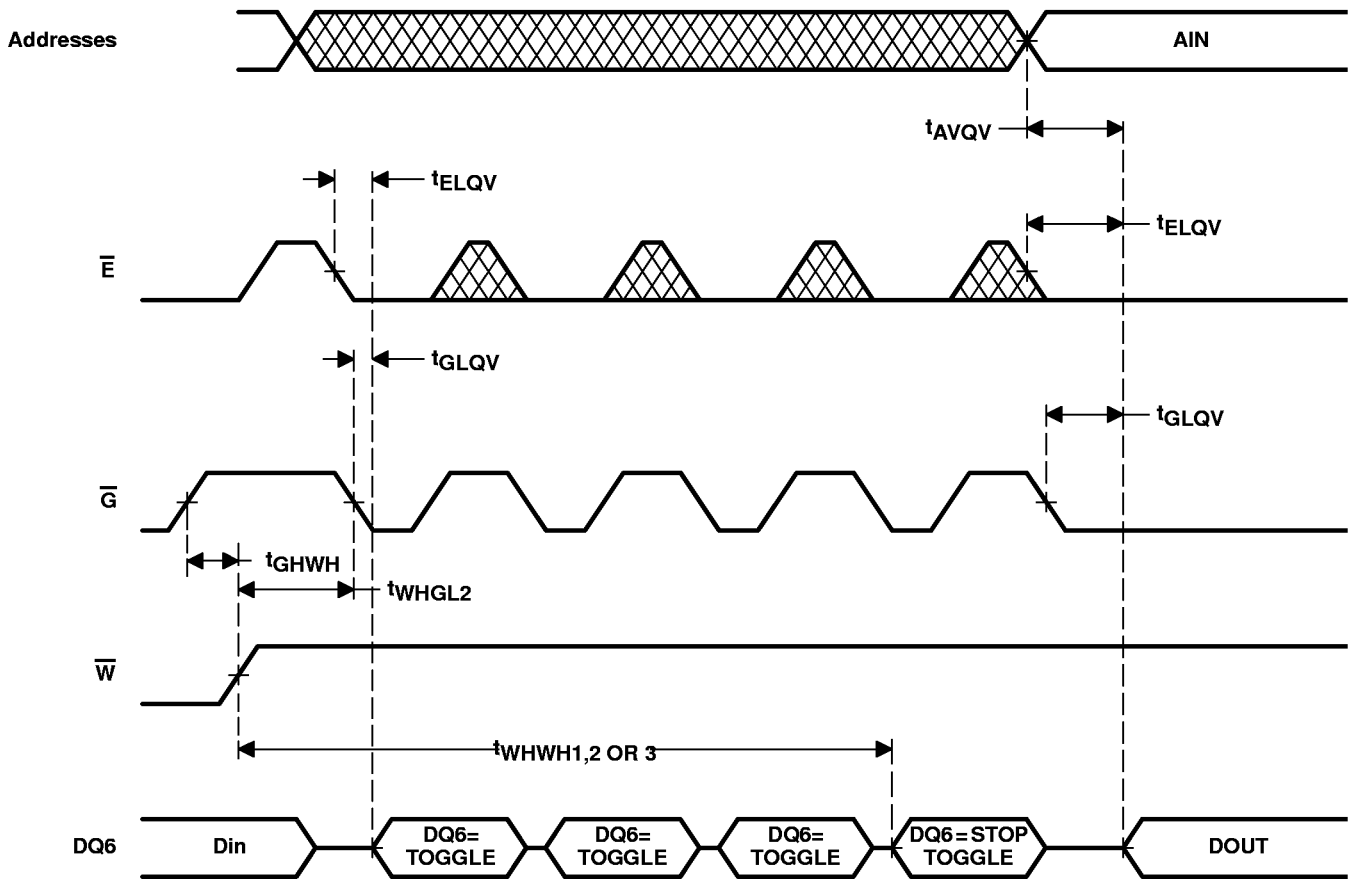 Addresses
AIN
tAVQV
tELQV
tELQV
E
tGLQV
tGLQV
G
tGHWH
tWHGL2
W
tWHWH1,2 OR 3
DQ6
Din
DQ6=
TOGGLE
DQ6=
TOGGLE
DQ6=
TOGGLE
DQ6=STOP
TOGGLE
DOUT